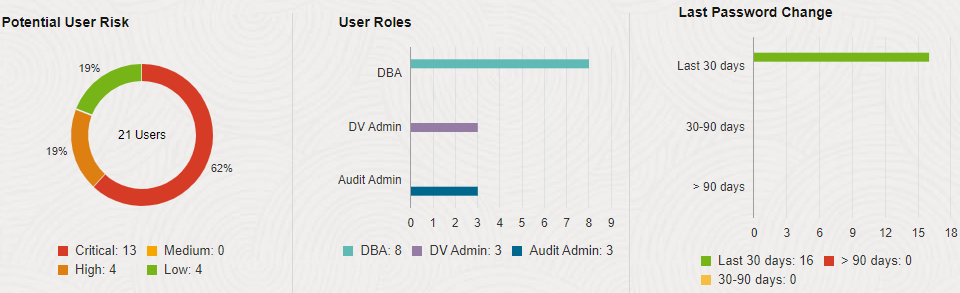 Potential User Risk
19%
21 Users
19%
62%
Critical: 13 Medium: 0
High: 4 Low: 4
User Roles
DBA
DV Admin
Audit Admin
0 1 2 3 4 5 6 7 8 9
DBA: 8 DV Admin: 3 Audit Admin: 3
Last Password Change
Last 30 days
30-90 days
> 90 days
0 3 6 9 12 15 18
Last 30 days: 16 > 90 days: 0
30-90 days: 0